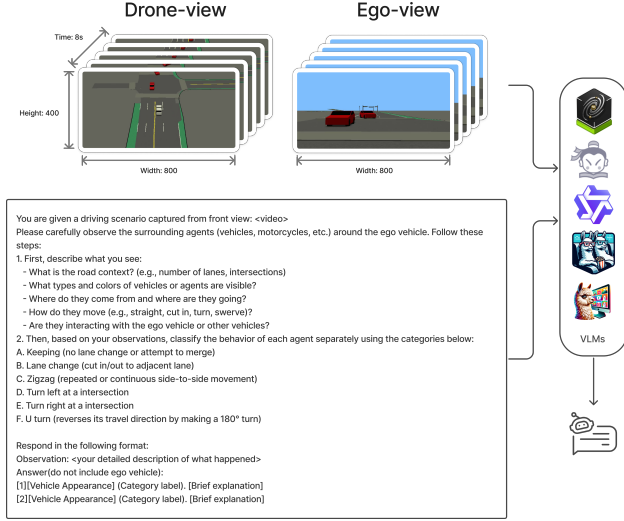 Drone-view
Ego-view
Time: 8s
Height: 400
Width: 800
Width: 800
You are given a driving scenario captured from front view: <video>
Please carefully observe the surrounding agents (vehicles, motorcycles, etc.) around the ego vehicle. Follow these
steps:
1. First, describe what you see:
- What is the road context? (e.g., number of lanes, intersections)
- What types and colors of vehicles or agents are visible?
- Where do they come from and where are they going?
- How do they move (e.g., straight, cut in, turn, swerve)?
- Are they interacting with the ego vehicle or other vehicles?
2. Then, based on your observations, classify the behavior of each agent separately using the categories below:
A. Keeping (no lane change or attempt to merge)
B. Lane change (cut in/out to adjacent lane)
C. Zigzag (repeated or continuous side-to-side movement)
D. Turn left at a intersection
E. Turn right at a intersection
F. U turn (reverses its travel direction by making a 180° turn)
Respond in the following format:
Observation: <your detailed description of what happened>
Answer(do not include ego vehicle):
[1][Vehicle Appearance] (Category label). [Brief explanation]
[2][Vehicle Appearance] (Category label). [Brief explanation]
VLMs